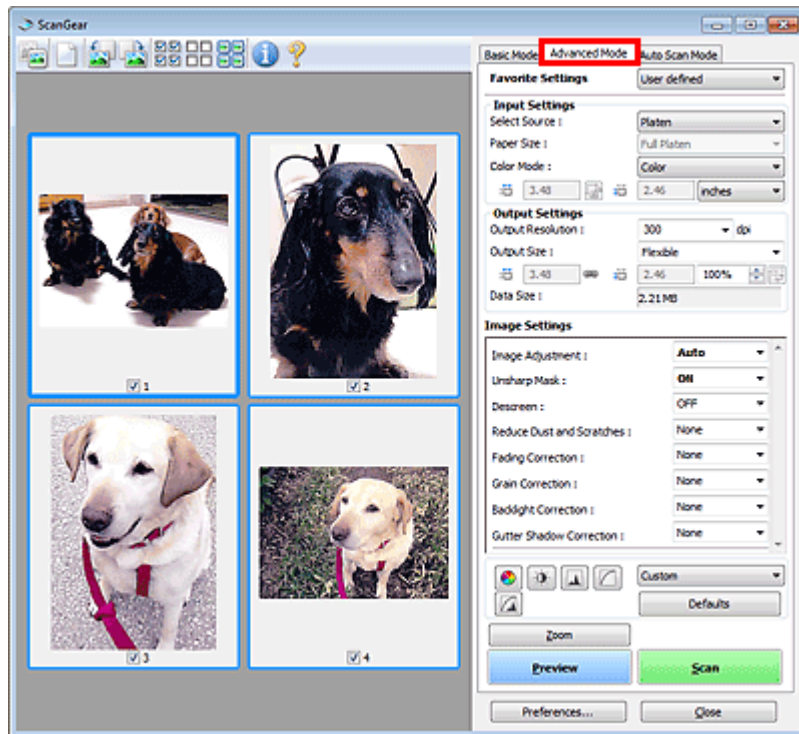 ScanGear
Basic Mode Advanced Mode Auto Scan Mode
Favorite Settings User defined
Input Settings
Select Source : Platen
Paper Size : Full Platen
Color Mode : Color
3.48 2.46 inches
Output Settings
Output Resolution : 300 dpi
Output Size : Flexible
3.48 2.46 100%
Data Size : 2.21 MB
Image Settings
Image Adjustment : Auto
Unsharp Mask : ON
Descreen : OFF
Reduce Dust and Scratches : None
Fading Correction : None
Grain Correction : None
Backlight Correction : None
Gutter Shadow Correction : None
Custom
Defaults
Zoom
Preview Scan
Preferences... Close
1
2
3
4